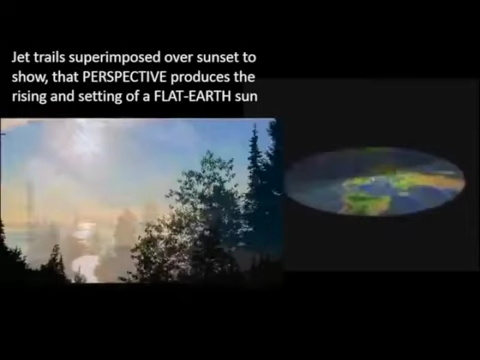 Jet trails superimposed over sunset to
show, that PERSPECTIVE produces the
rising and setting of a FLAT-EARTH sun